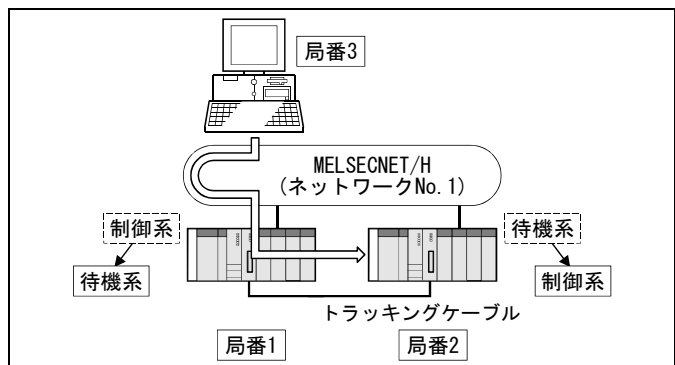 局番3
MELSECNET/H
(ネットワークNo.1)
制御系
待機系
待機系
制御系
トラッキングケーブル
局番1
局番2